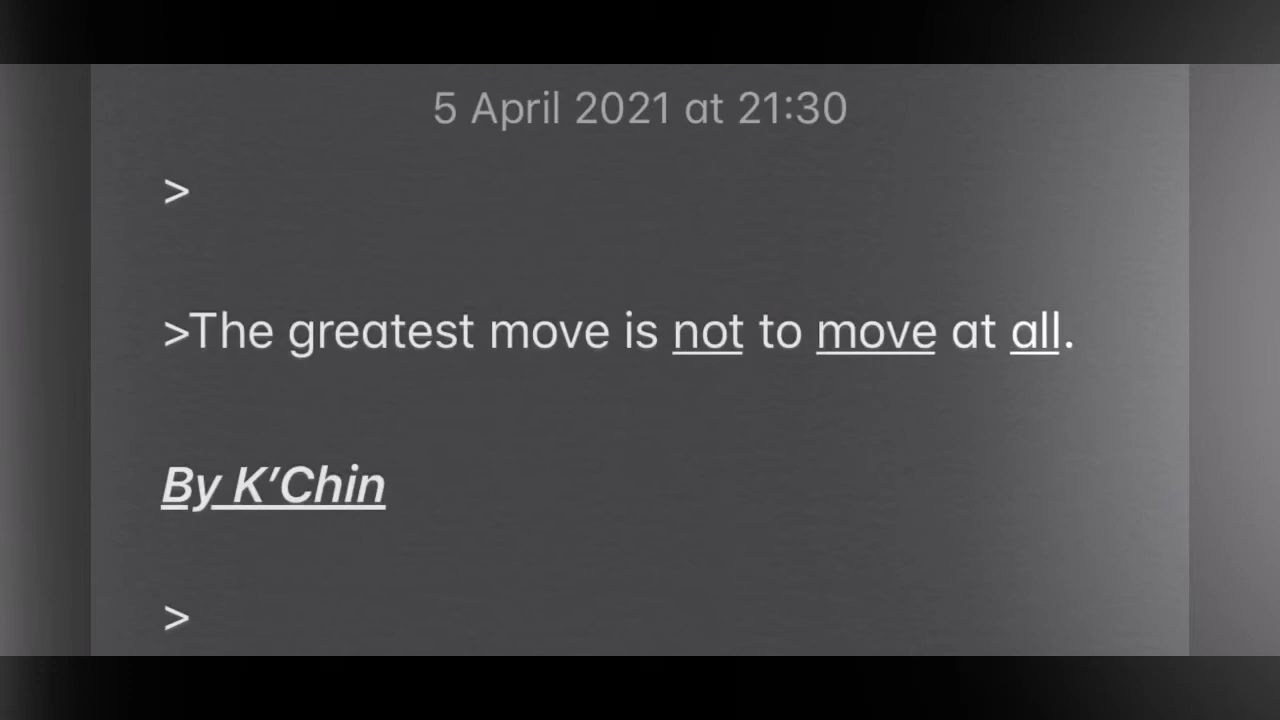 5 April 2021 at 21:30
>
>The greatest move is not to move at all.
By K’Chin
>